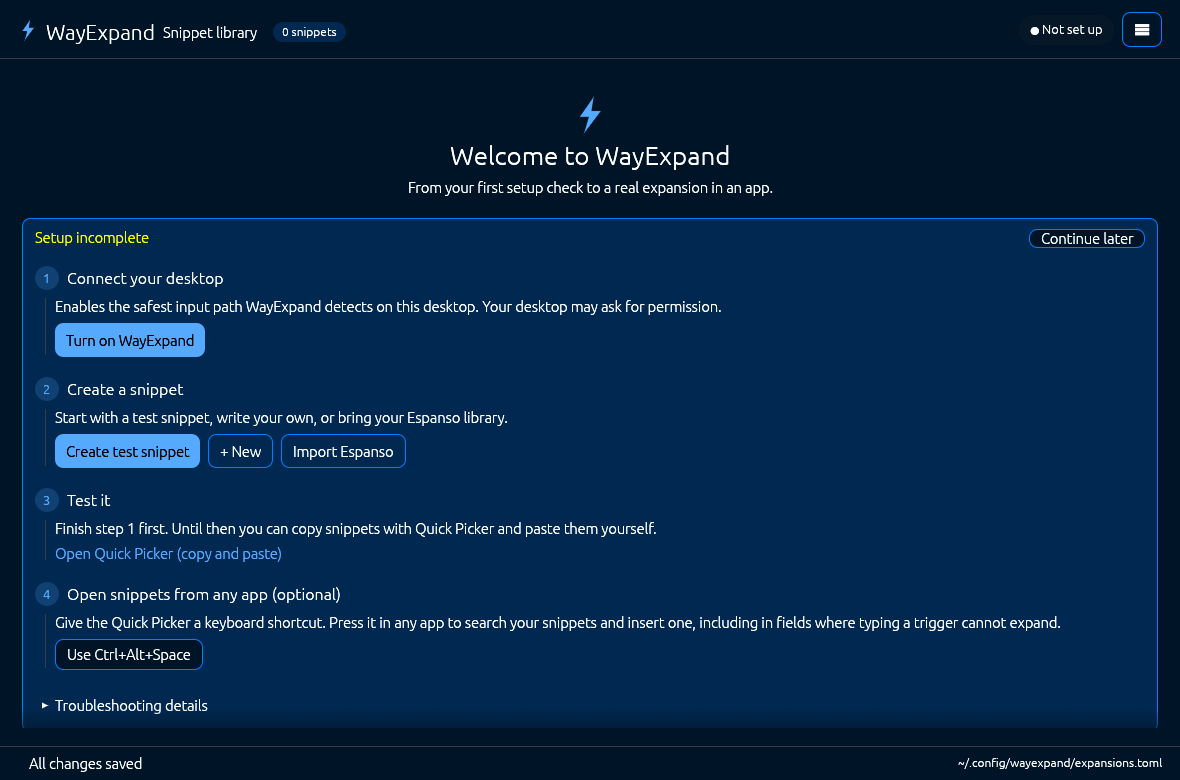 WayExpand Snippet library 0 snippets
Not set up
Welcome to WayExpand
From your first setup check to a real expansion in an app.
Setup incomplete
Continue later
1 Connect your desktop
Enables the safest input path WayExpand detects on this desktop. Your desktop may ask for permission.
Turn on WayExpand
2 Create a snippet
Start with a test snippet, write your own, or bring your Espanso library.
Create test snippet + New Import Espanso
3 Test it
Finish step 1 first. Until then you can copy snippets with Quick Picker and paste them yourself.
Open Quick Picker (copy and paste)
4 Open snippets from any app (optional)
Give the Quick Picker a keyboard shortcut. Press it in any app to search your snippets and insert one, including in fields where typing a trigger cannot expand.
Use Ctrl+Alt+Space
Troubleshooting details
All changes saved
~/.config/wayexpand/expansions.toml